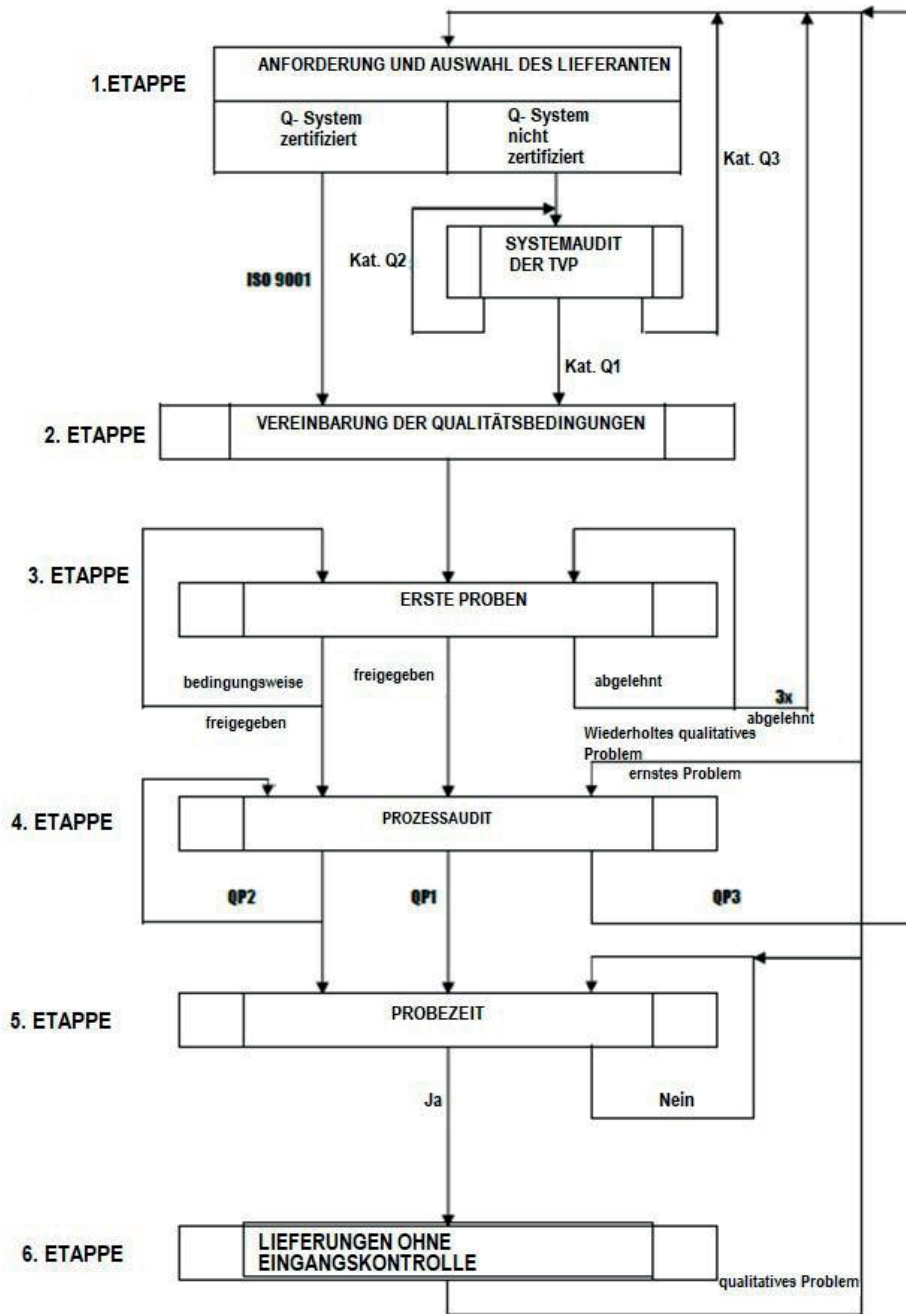 ANFORDERUNG UND AUSWAHL DES LIEFERANTEN
1.ETAPPE
Q- System
zertifiziert
Q- System
nicht
zertifiziert
Kat. Q3
SYSTEMAUDIT
DER TVP
Kat. Q2
ISO 9001
Kat. Q1
VEREINBARUNG DER QUALITÄTSBEDINGUNGEN
2. ETAPPE
3. ETAPPE
ERSTE PROBEN
bedingungsweise
freigegeben
freigegeben
abgelehnt
3x
abgelehnt
Wiederholtes qualitatives
Problem
ernstes Problem
4. ETAPPE
PROZESSAUDIT
QP2
QP1
QP3
5. ETAPPE
PROBEZEIT
Ja
Nein
6. ETAPPE
LIEFERUNGEN OHNE
EINGANGSKONTROLLE
qualitatives Problem